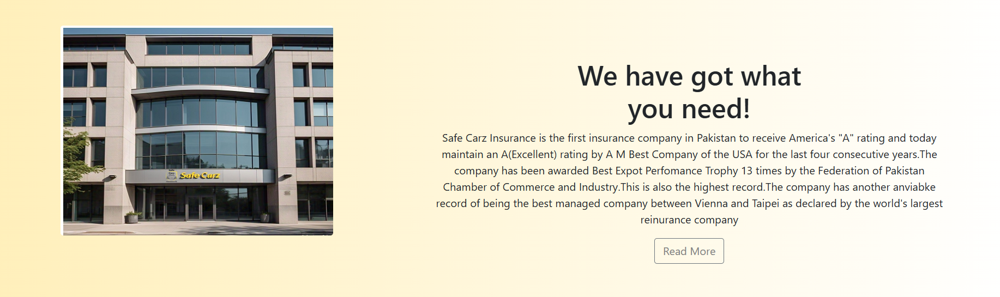 Safe Carz
We have got what
you need!
Safe Carz Insurance is the first insurance company in Pakistan to receive America's "A" rating and today
maintain an A(Excellent) rating by A M Best Company of the USA for the last four consecutive years.The
company has been awarded Best Expot Perfomance Trophy 13 times by the Federation of Pakistan
Chamber of Commerce and Industry.This is also the highest record.The company has another anviabke
record of being the best managed company between Vienna and Taipei as declared by the world's largest
reinurance company
Read More